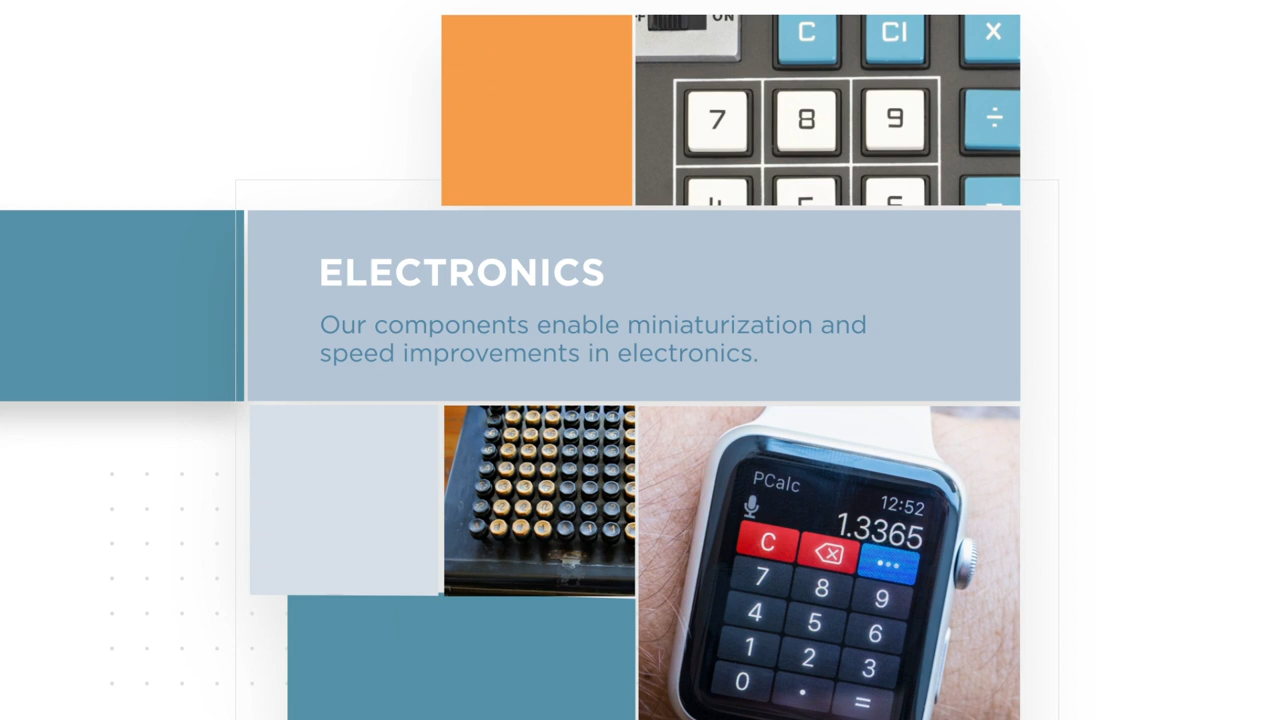 ON
C CI X
7 8 9 ÷
ELECTRONICS
Our components enable miniaturization and
speed improvements in electronics.
PCalc
12:52
1.3365
C •••
7 8 9
4 5 6
1 2 3
0 . =